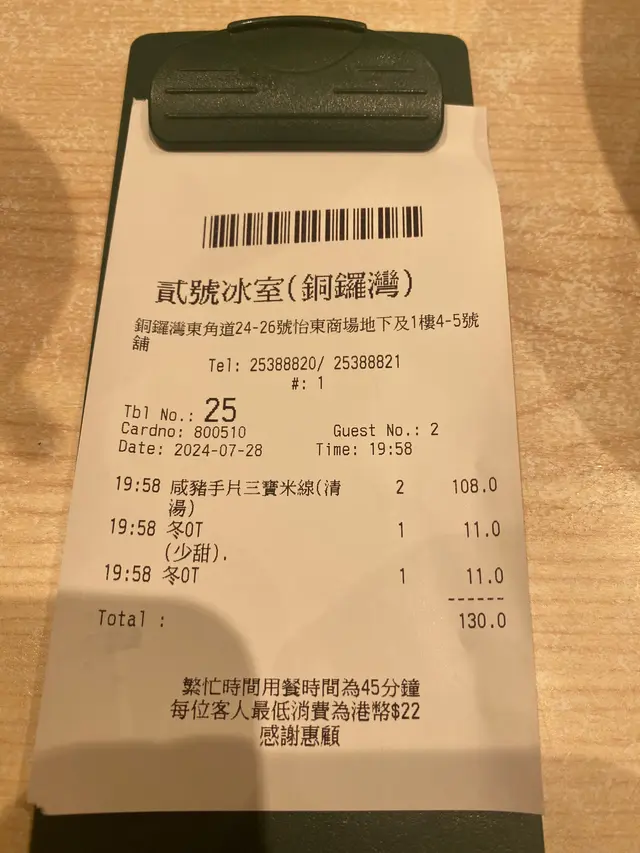 貳號冰室(銅鑼灣)
銅鑼灣東角道24-26號怡東商場地下及1樓4-5號
舖
Tel: 25388820/ 25388821
#: 1
Tbl No.: 25
Cardno: 800510 Guest No.: 2
Date: 2024-07-28 Time: 19:58
19:58 咸豬手片三寶米線(清 2 108.0
湯)
19:58 冬OT 1 11.0
(少甜).
19:58 冬OT 1 11.0
------
Total : 130.0
繁忙時間用餐時間為45分鐘
每位客人最低消費為港幣$22
感謝惠顧